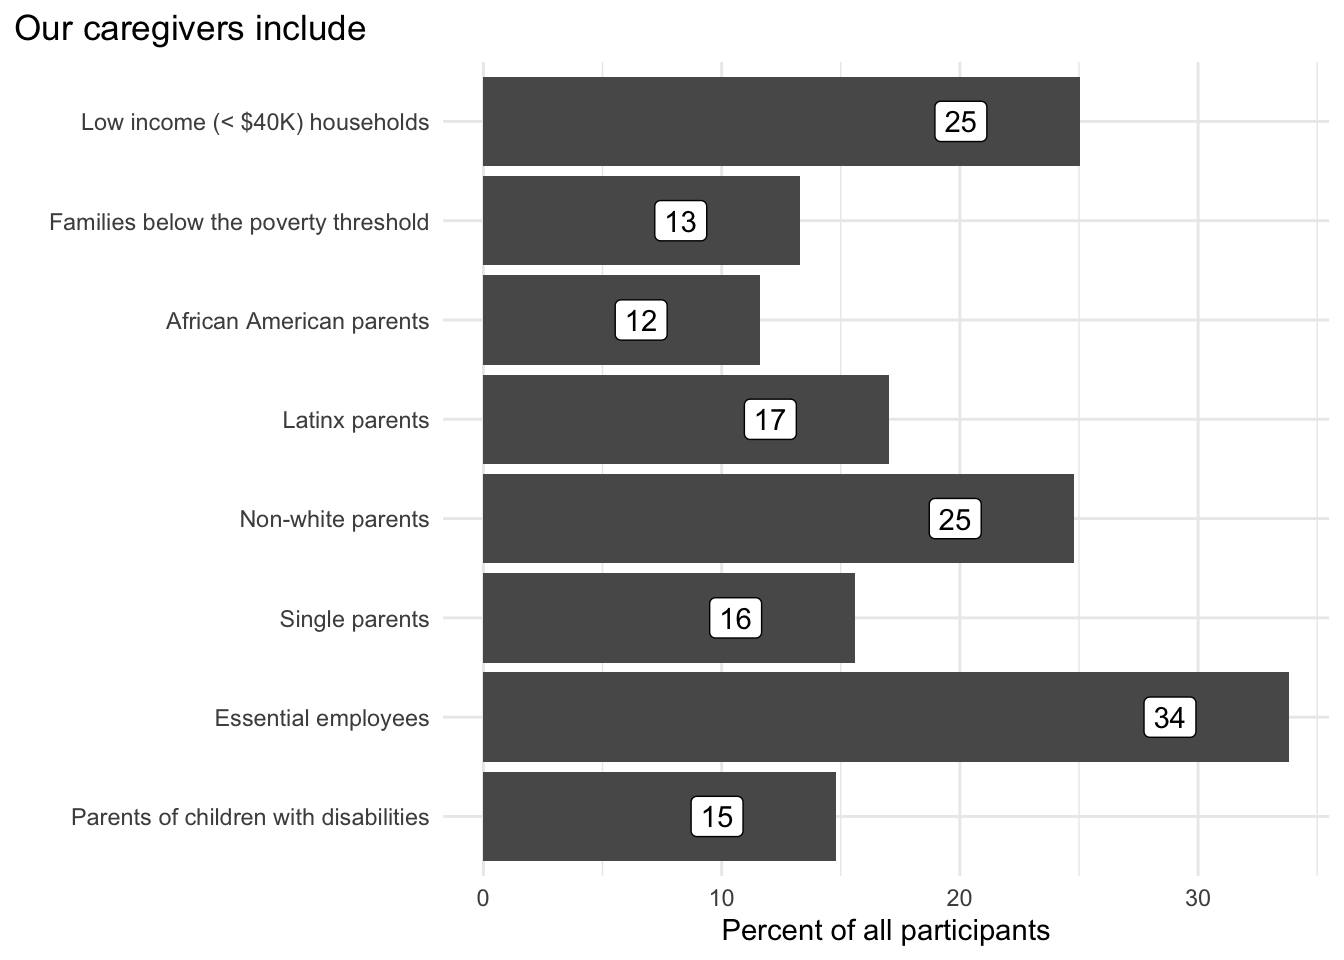 Our caregivers include
Low income (< $40K) households
25
Families below the poverty threshold
13
African American parents
12
Latinx parents
17
Non-white parents
25
Single parents
16
Essential employees
34
Parents of children with disabilities
15
0 10 20 30
Percent of all participants